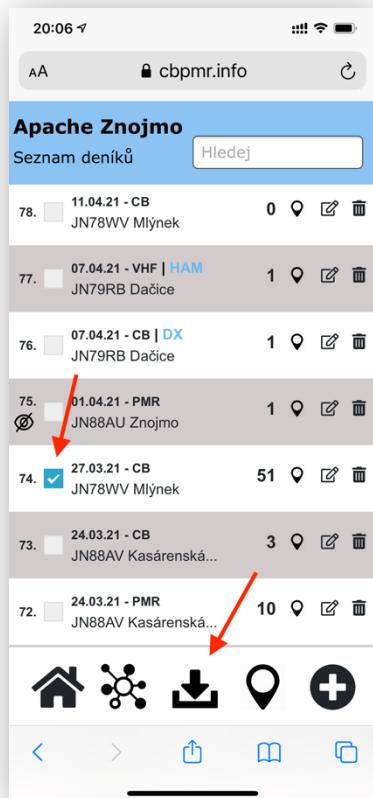 20:06
AA cbpmr.info
Apache Znojmo
Seznam deníků Hledej
78. 11.04.21 - CB 0
JN78WV Mlýnek
77. 07.04.21 - VHF | HAM 1
JN79RB Dačice
76. 07.04.21 - CB | DX 1
JN79RB Dačice
75. 01.04.21 - PMR 1
JN88AU Znojmo
74. 27.03.21 - CB 51
JN78WV Mlýnek
73. 24.03.21 - CB 3
JN88AV Kasárenská...
72. 24.03.21 - PMR 10
JN88AV Kasárenská...